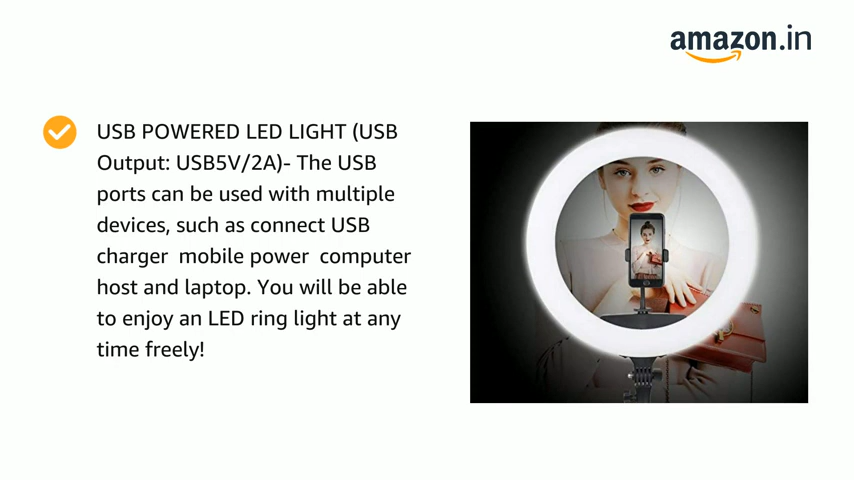 amazon.in
USB POWERED LED LIGHT (USB
Output: USB5V/2A)- The USB
ports can be used with multiple
devices, such as connect USB
charger mobile power computer
host and laptop. You will be able
to enjoy an LED ring light at any
time freely!